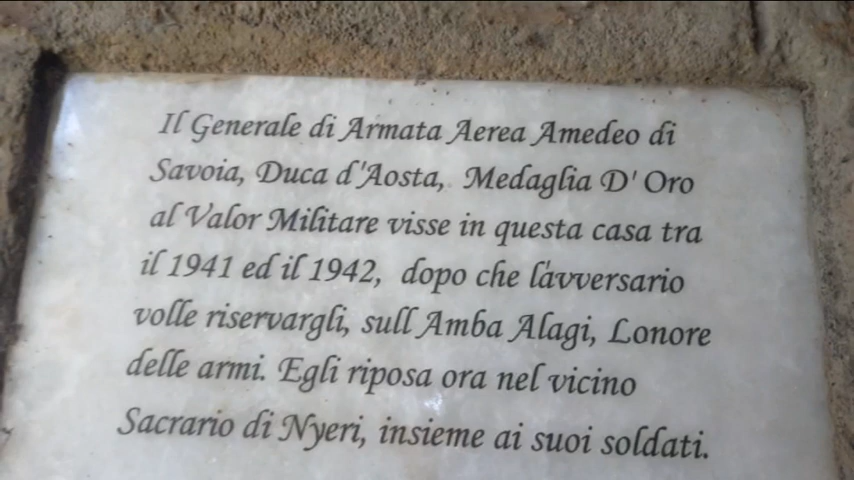 Il Generale di Armata Aerea Amedeo di
Savoia, Duca d'Aosta, Medaglia D' Oro
al Valor Militare visse in questa casa tra
il 1941 ed il 1942, dopo che l'avversario
volle riservargli, sull Amba Alagi, Lonore
delle armi. Egli riposa ora nel vicino
Sacrario di Nyeri, insieme ai suoi soldati.